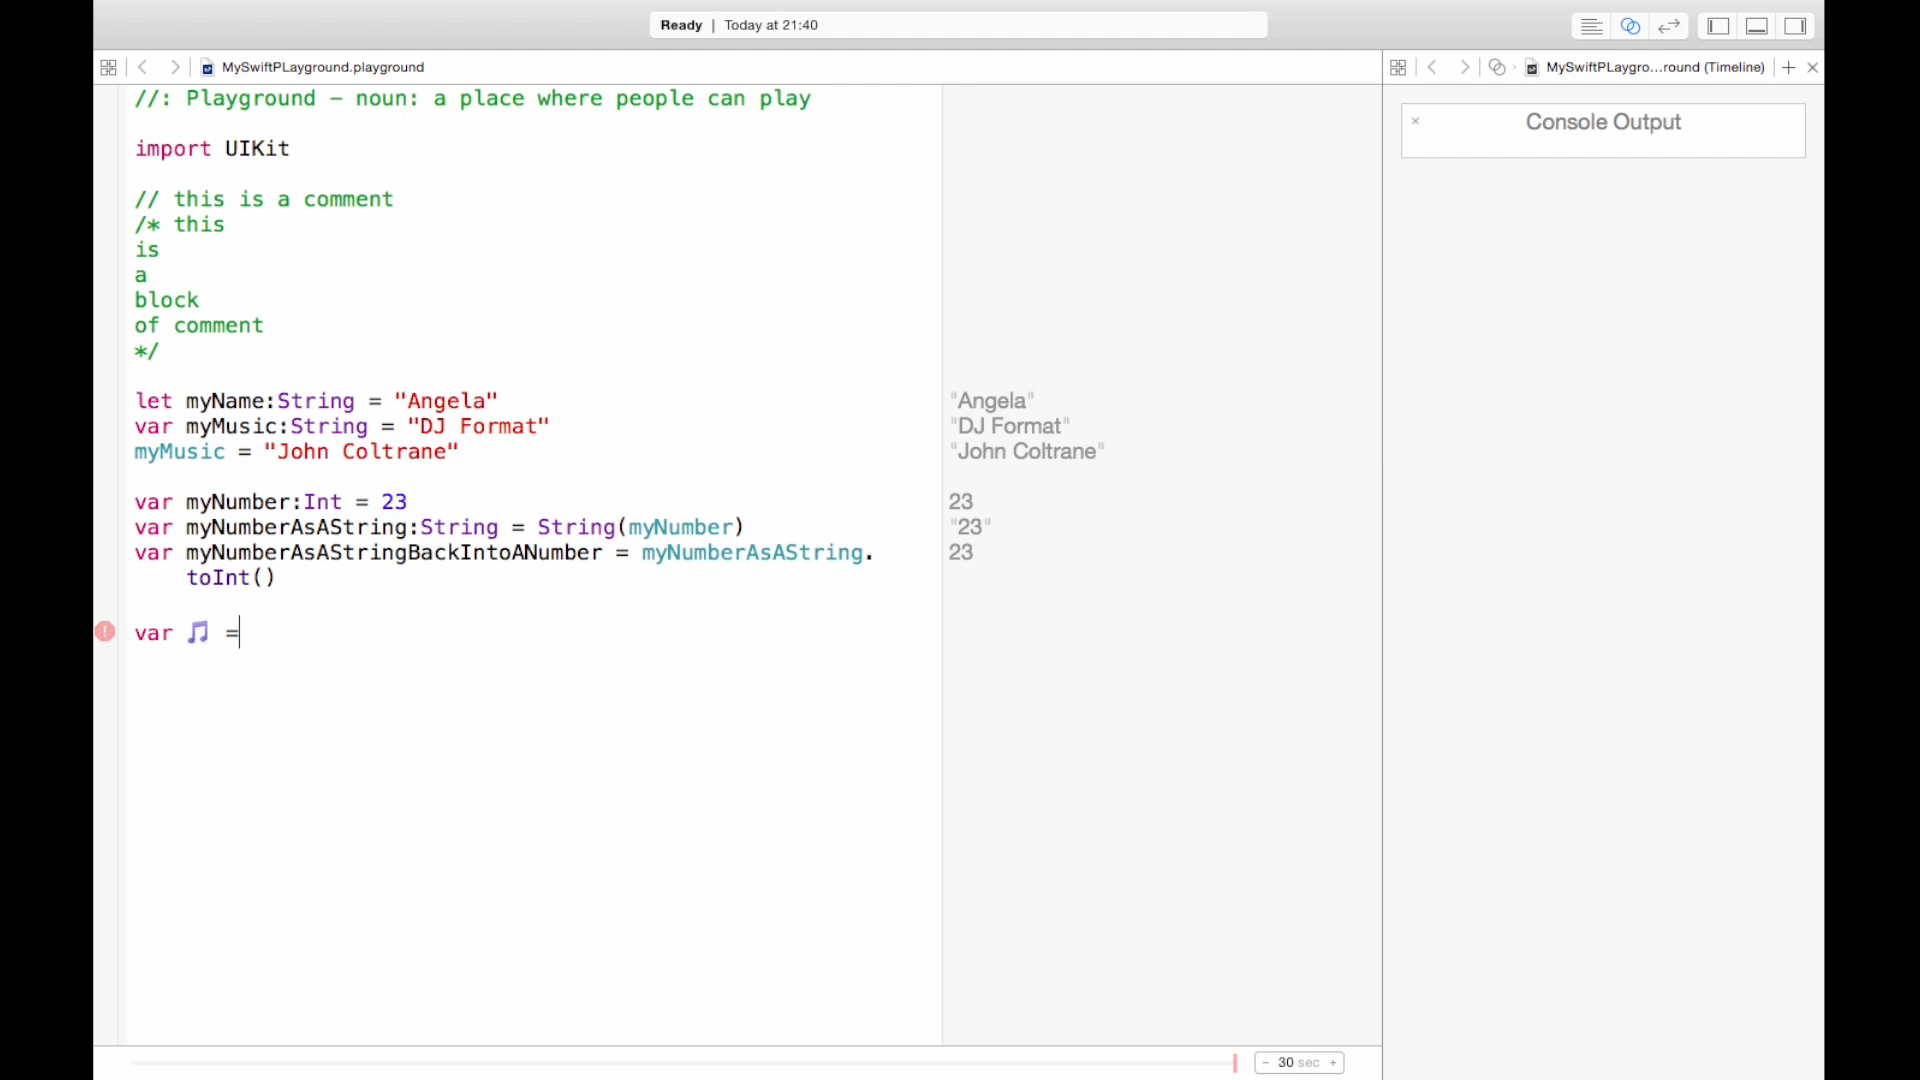 Ready | Today at 21:40
MySwiftPLayground.playground
MySwiftPLaygro...round (Timeline)
//: Playground – noun: a place where people can play
Console Output
import UIKit
// this is a comment
/* this
is
a
block
of comment
*/
let myName:String = "Angela" "Angela"
var myMusic:String = "DJ Format" "DJ Format"
myMusic = "John Coltrane" "John Coltrane"
var myNumber:Int = 23 23
var myNumberAsAString:String = String(myNumber) "23"
var myNumberAsAStringBackIntoANumber = myNumberAsAString. 23
toInt()
var 🎵 =
- 30 sec +